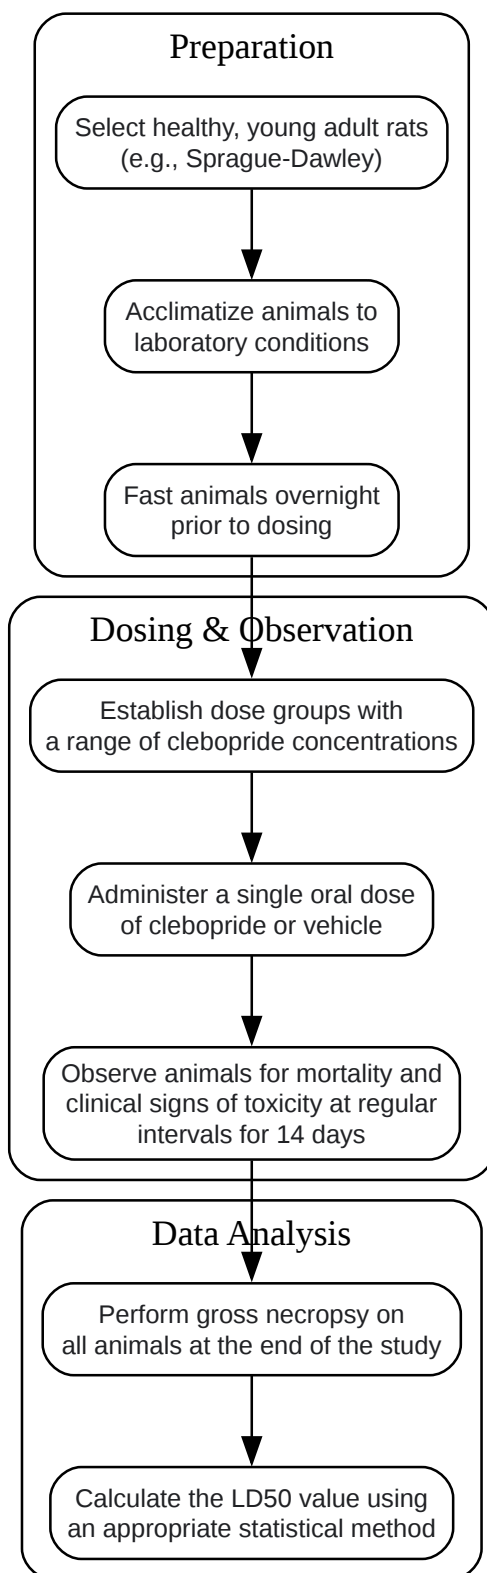 Preparation
Select healthy, young adult rats
(e.g., Sprague-Dawley)
Acclimatize animals to
laboratory conditions
Fast animals overnight
prior to dosing
Dosing & Observation
Establish dose groups with
a range of clebopride concentrations
Administer a single oral dose
of clebopride or vehicle
Observe animals for mortality and
clinical signs of toxicity at regular
intervals for 14 days
Data Analysis
Perform gross necropsy on
all animals at the end of the study
Calculate the LD50 value using
an appropriate statistical method